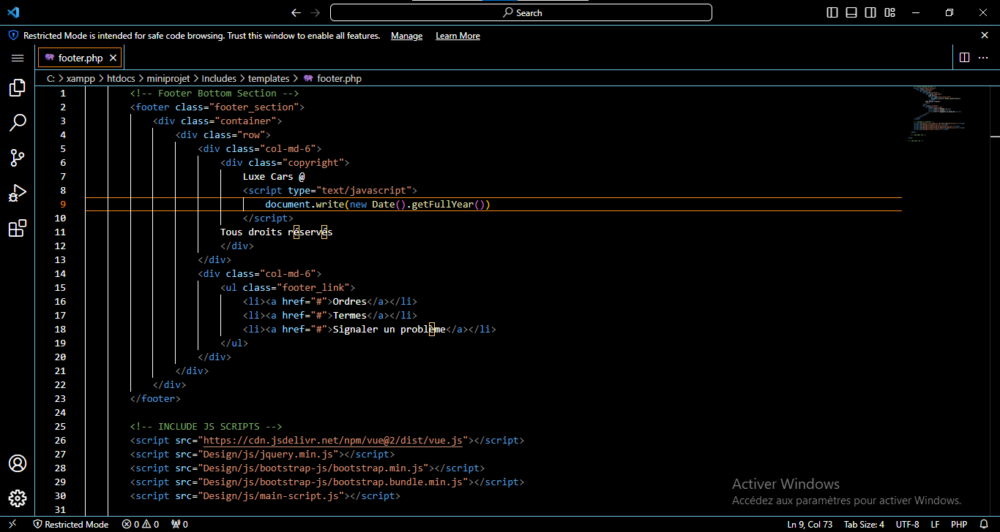 Search
Restricted Mode is intended for safe code browsing. Trust this window to enable all features. Manage Learn More
footer.php
C: > xampp > htdocs > miniprojet > Includes > templates > footer.php
1 <!-- Footer Bottom Section -->
2 <footer class="footer_section">
3 <div class="container">
4 <div class="row">
5 <div class="col-md-6">
6 <div class="copyright">
7 Luxe Cars @
8 <script type="text/javascript">
9 document.write(new Date().getFullYear())
10 </script>
11 Tous droits réservés
12 </div>
13 </div>
14 <div class="col-md-6">
15 <ul class="footer_link">
16 <li><a href="#">Ordres</a></li>
17 <li><a href="#">Termes</a></li>
18 <li><a href="#">Signaler un problème</a></li>
19 </ul>
20 </div>
21 </div>
22 </div>
23 </footer>
24
25 <!-- INCLUDE JS SCRIPTS -->
26 <script src="https://cdn.jsdelivr.net/npm/vue@2/dist/vue.js"></script>
27 <script src="Design/js/jquery.min.js"></script>
28 <script src="Design/js/bootstrap-js/bootstrap.min.js"></script>
29 <script src="Design/js/bootstrap-js/bootstrap.bundle.min.js"></script>
30 <script src="Design/js/main-script.js"></script>
31
Activer Windows
Accédez aux paramètres pour activer Windows.
Restricted Mode 0 0 0 Ln 9, Col 73 Tab Size: 4 UTF-8 LF PHP